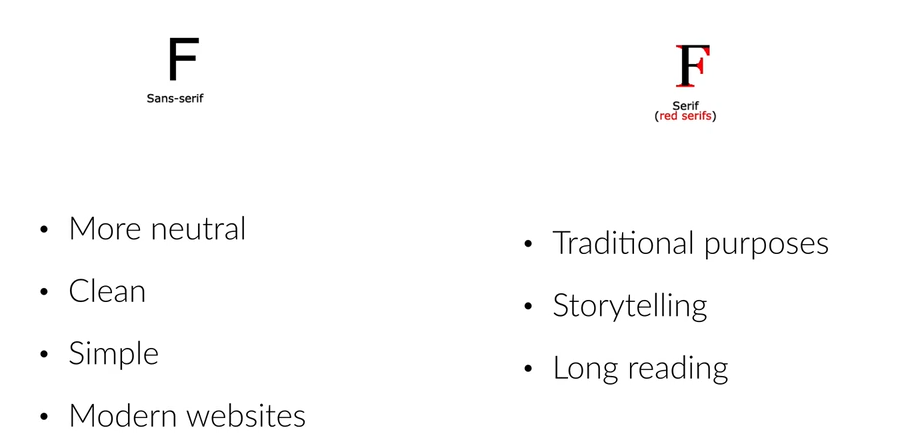 F
Sans-serif
• More neutral
• Clean
• Simple
• Modern websites
F
Serif
(red serifs)
• Traditional purposes
• Storytelling
• Long reading